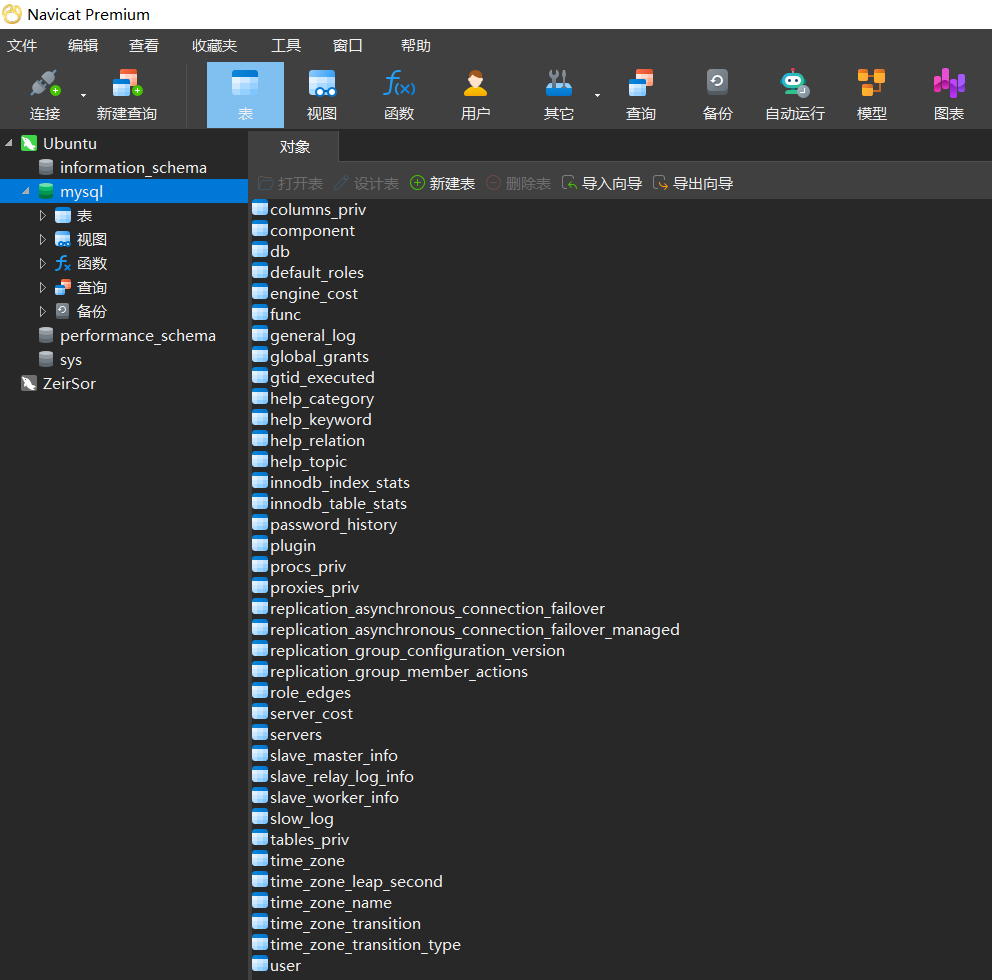 Navicat Premium
文件 编辑 查看 收藏夹 工具 窗口 帮助
连接 新建查询 表 视图 函数 用户 其它 查询 备份 自动运行 模型 图表
Ubuntu
information_schema
mysql
表
视图
函数
查询
备份
performance_schema
sys
ZeirSor
对象
打开表 设计表 新建表 删除表 导入向导 导出向导
columns_priv
component
db
default_roles
engine_cost
func
general_log
global_grants
gtid_executed
help_category
help_keyword
help_relation
help_topic
innodb_index_stats
innodb_table_stats
password_history
plugin
procs_priv
proxies_priv
replication_asynchronous_connection_failover
replication_asynchronous_connection_failover_managed
replication_group_configuration_version
replication_group_member_actions
role_edges
server_cost
servers
slave_master_info
slave_relay_log_info
slave_worker_info
slow_log
tables_priv
time_zone
time_zone_leap_second
time_zone_name
time_zone_transition
time_zone_transition_type
user